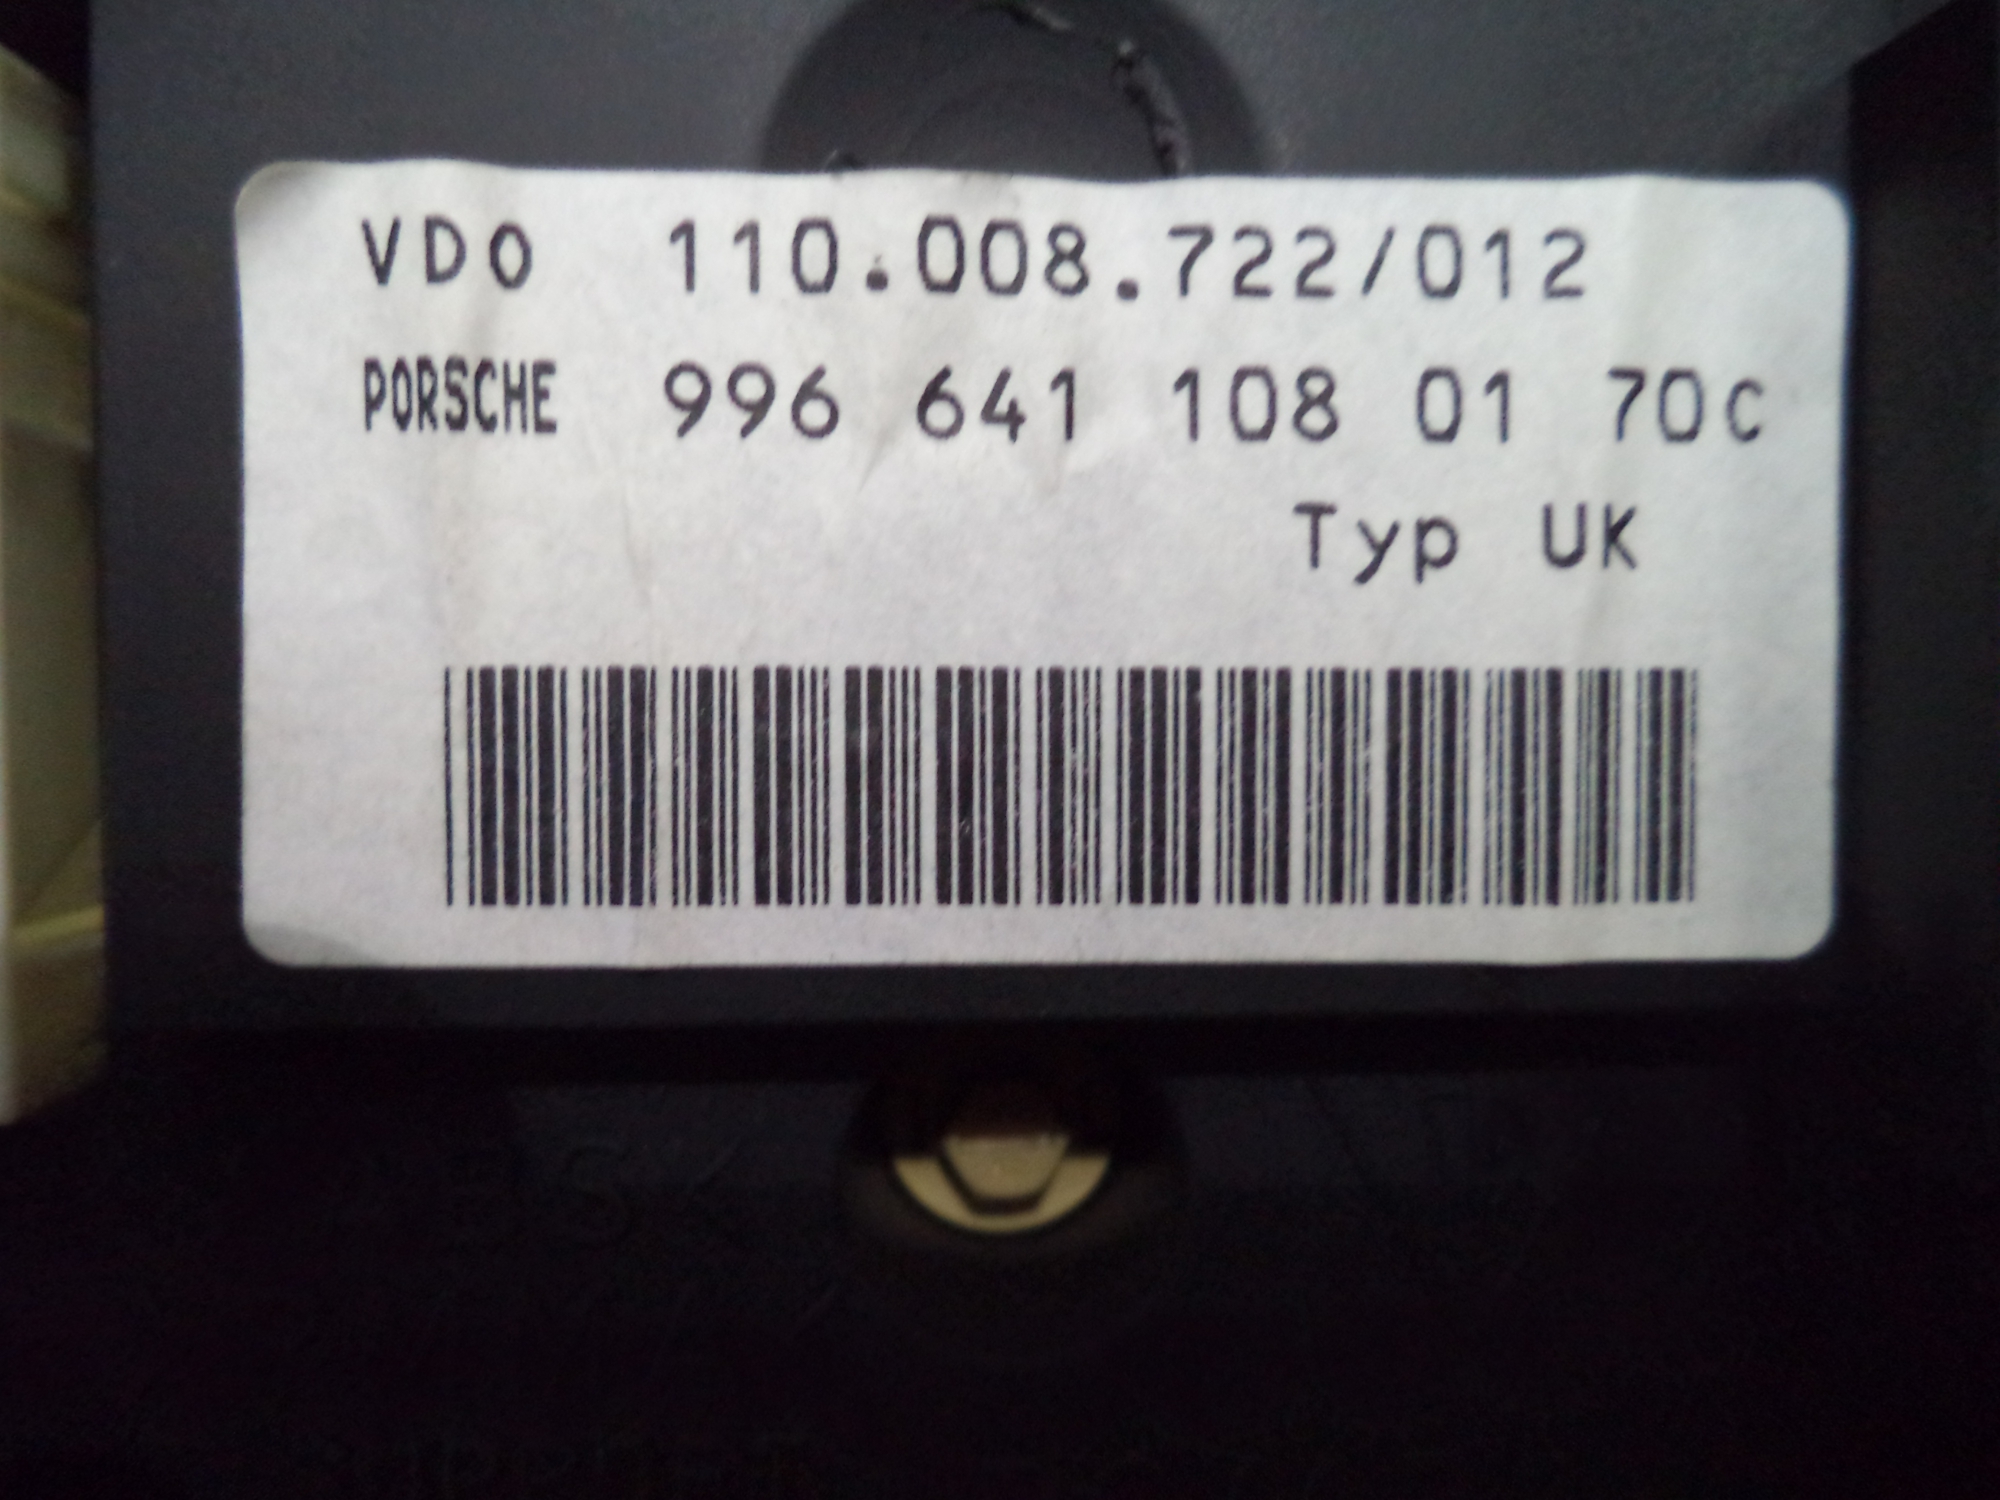 VDO 110.008.722/012
PORSCHE 996 641 108 01 70C
Typ UK